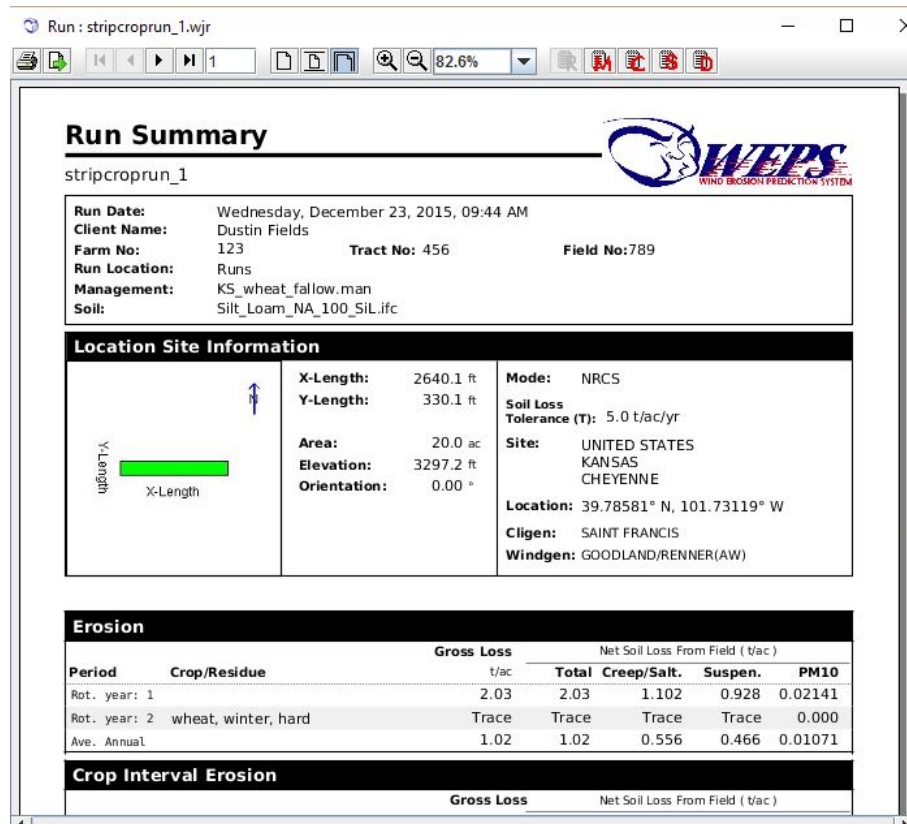 Run : stripcroprun_1.wjr
1
82.6%
R M C S D
Run Summary
WEPS
WIND EROSION PREDICTION SYSTEM
stripcroprun_1
Run Date: Wednesday, December 23, 2015, 09:44 AM
Client Name: Dustin Fields
Farm No: 123 Tract No: 456 Field No:789
Run Location: Runs
Management: KS_wheat_fallow.man
Soil: Silt_Loam_NA_100_SiL.ifc
Location Site Information
N
Y-Length
X-Length
X-Length: 2640.1 ft
Y-Length: 330.1 ft
Area: 20.0 ac
Elevation: 3297.2 ft
Orientation: 0.00 °
Mode: NRCS
Soil Loss
Tolerance (T): 5.0 t/ac/yr
Site: UNITED STATES
KANSAS
CHEYENNE
Location: 39.78581° N, 101.73119° W
Cligen: SAINT FRANCIS
Windgen: GOODLAND/RENNER(AW)
Erosion
Gross Loss Net Soil Loss From Field ( t/ac )
Period Crop/Residue t/ac Total Creep/Salt. Suspen. PM10
Rot. year: 1 2.03 2.03 1.102 0.928 0.02141
Rot. year: 2 wheat, winter, hard Trace Trace Trace Trace 0.000
Ave. Annual 1.02 1.02 0.556 0.466 0.01071
Crop Interval Erosion
Gross Loss Net Soil Loss From Field ( t/ac )